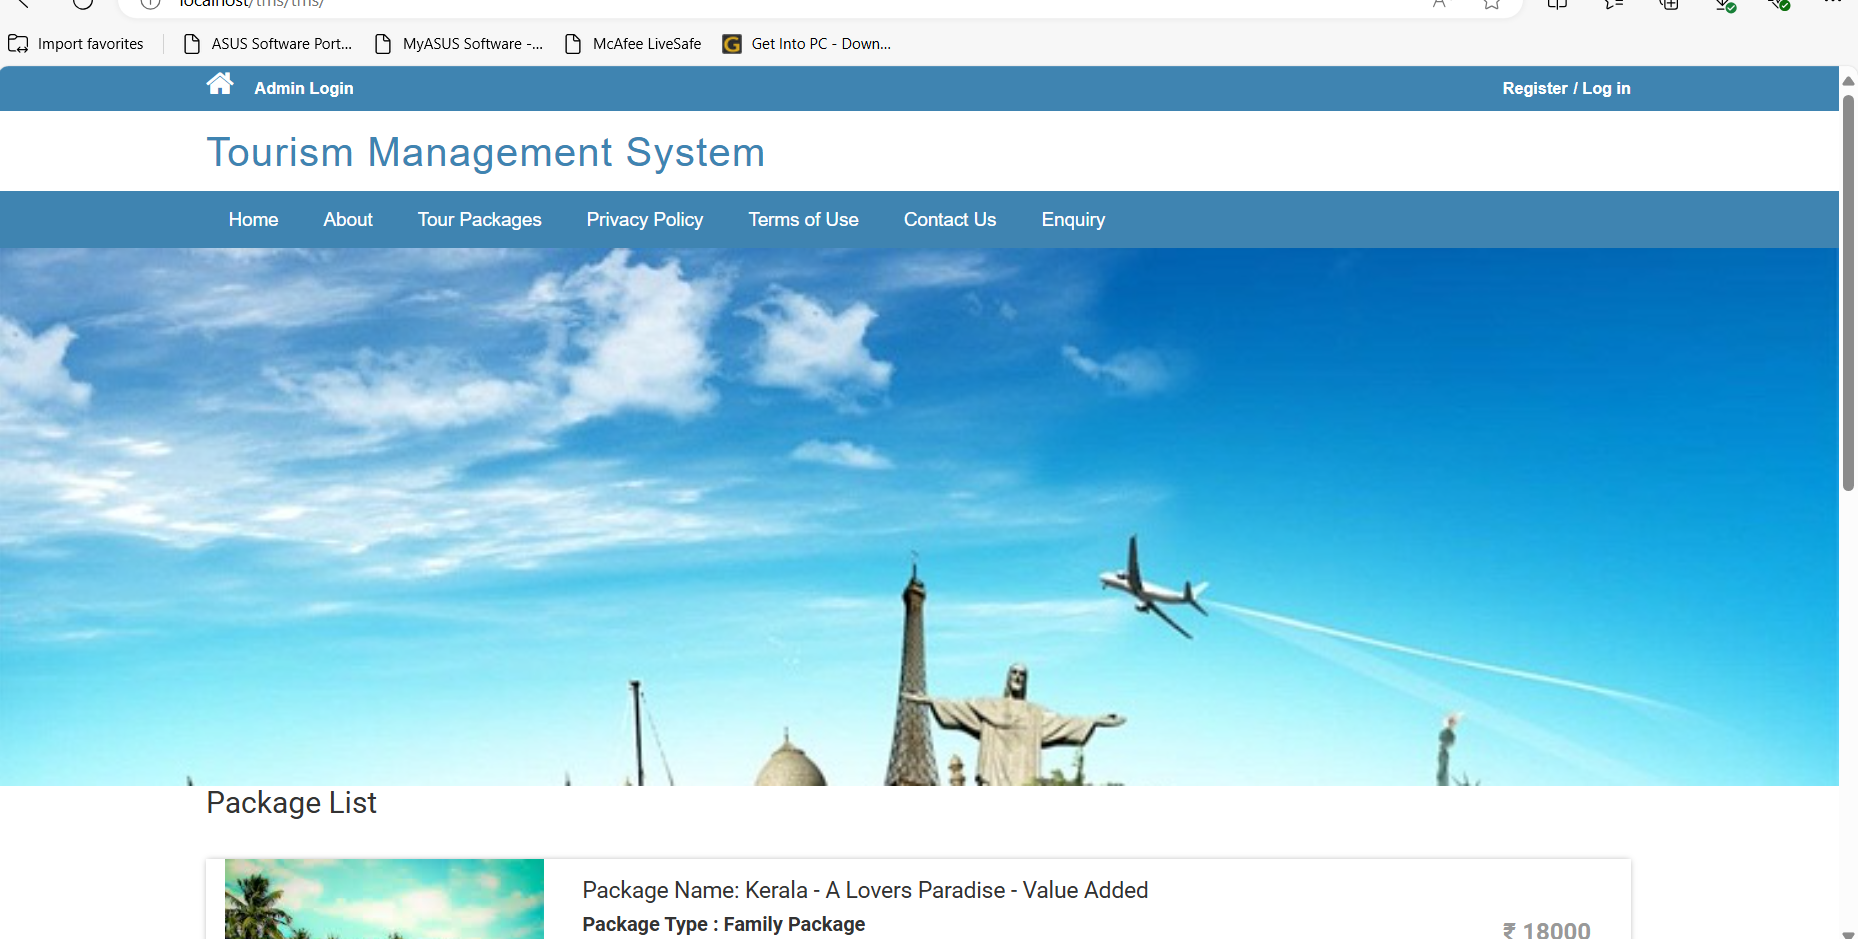 localhost/tms/tms/
Import favorites
ASUS Software Port...
MyASUS Software -...
McAfee LiveSafe
Get Into PC - Down...
Admin Login
Register / Log in
Tourism Management System
Home
About
Tour Packages
Privacy Policy
Terms of Use
Contact Us
Enquiry
Package List
Package Name: Kerala - A Lovers Paradise - Value Added
Package Type : Family Package
₹ 18000